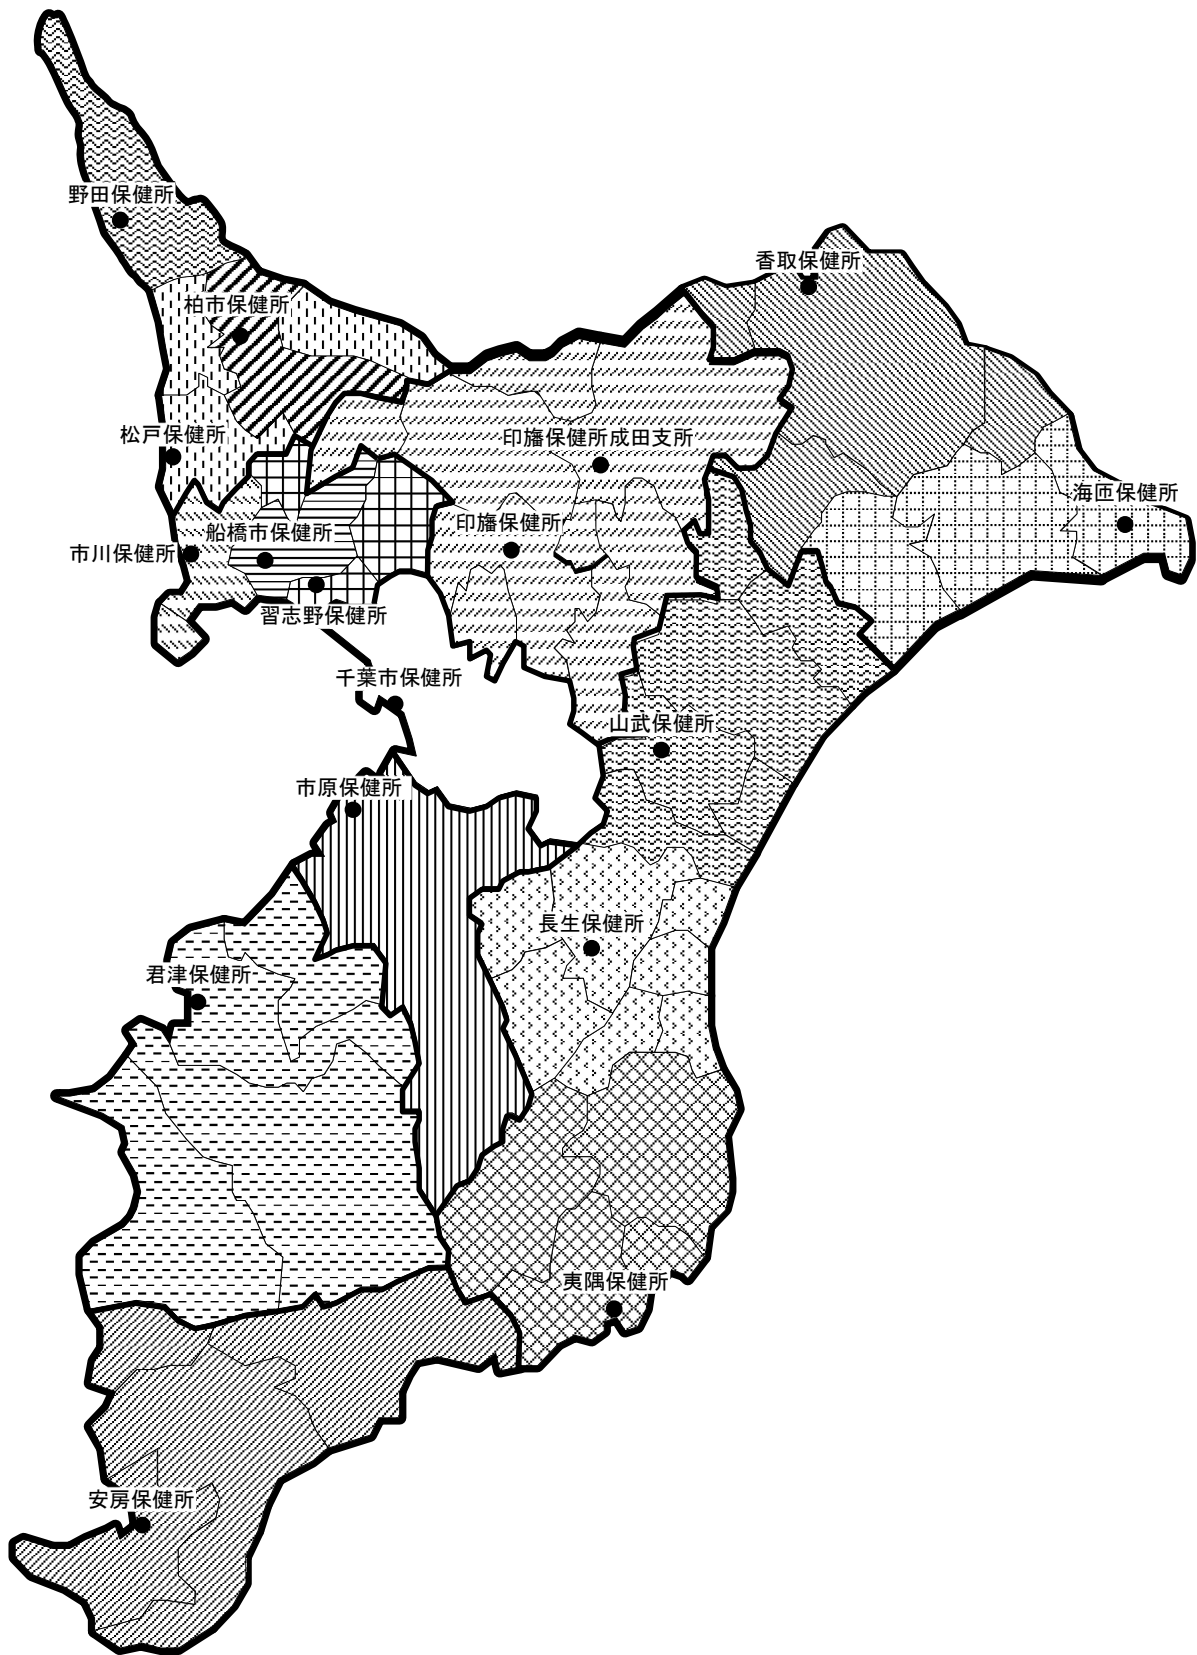 野田保健所
香取保健所
柏市保健所
松戸保健所
印旛保健所成田支所
海匝保健所
印旛保健所
船橋市保健所
市川保健所
習志野保健所
千葉市保健所
山武保健所
市原保健所
長生保健所
君津保健所
夷隅保健所
安房保健所